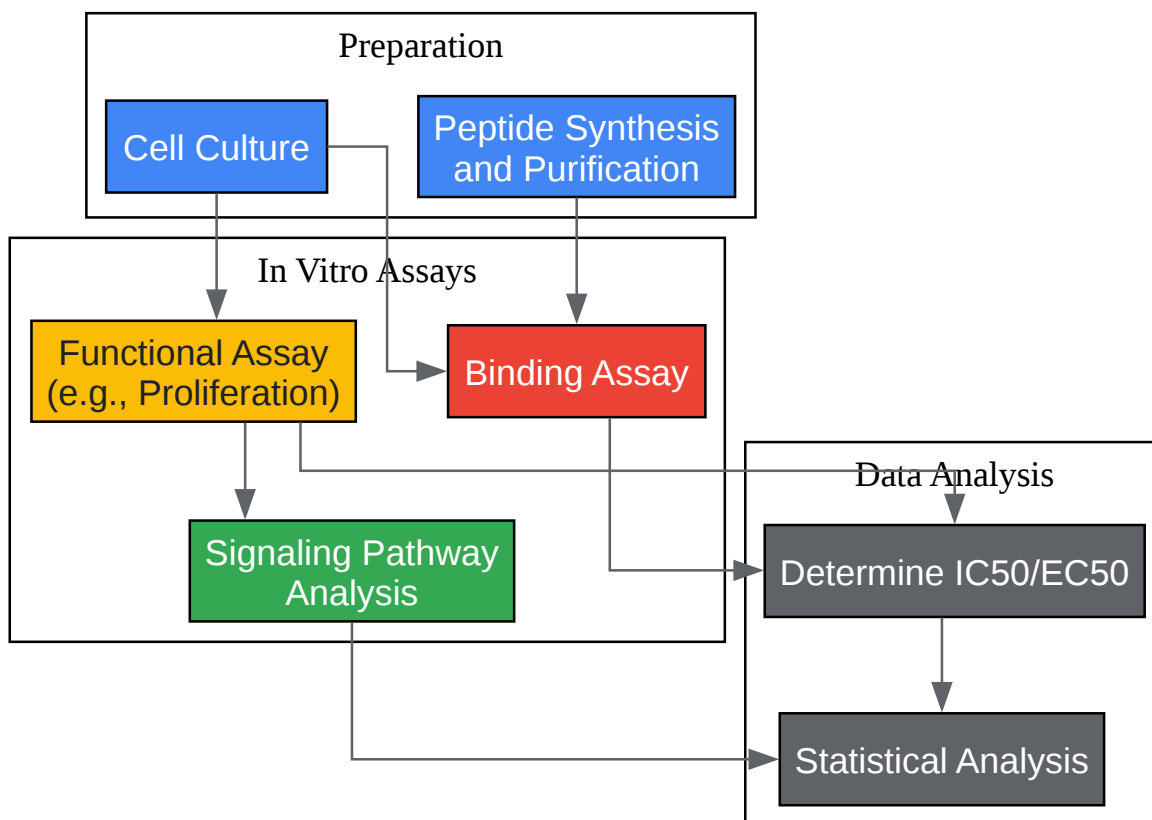 Preparation
Cell Culture
Peptide Synthesis
and Purification
In Vitro Assays
Functional Assay
(e.g., Proliferation)
Binding Assay
Signaling Pathway
Analysis
Data Analysis
Determine IC50/EC50
Statistical Analysis